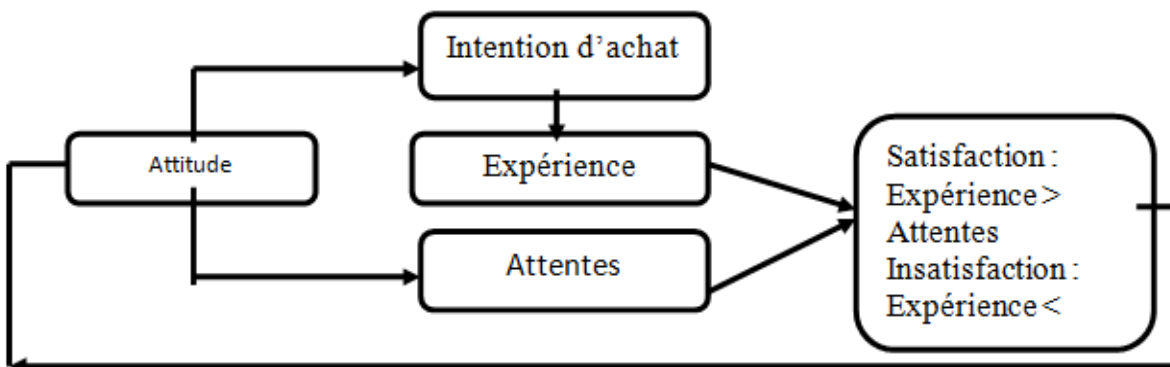 Intention d’achat
Attitude
Expérience
Attentes
Satisfaction :
Expérience >
Attentes
Insatisfaction :
Expérience <